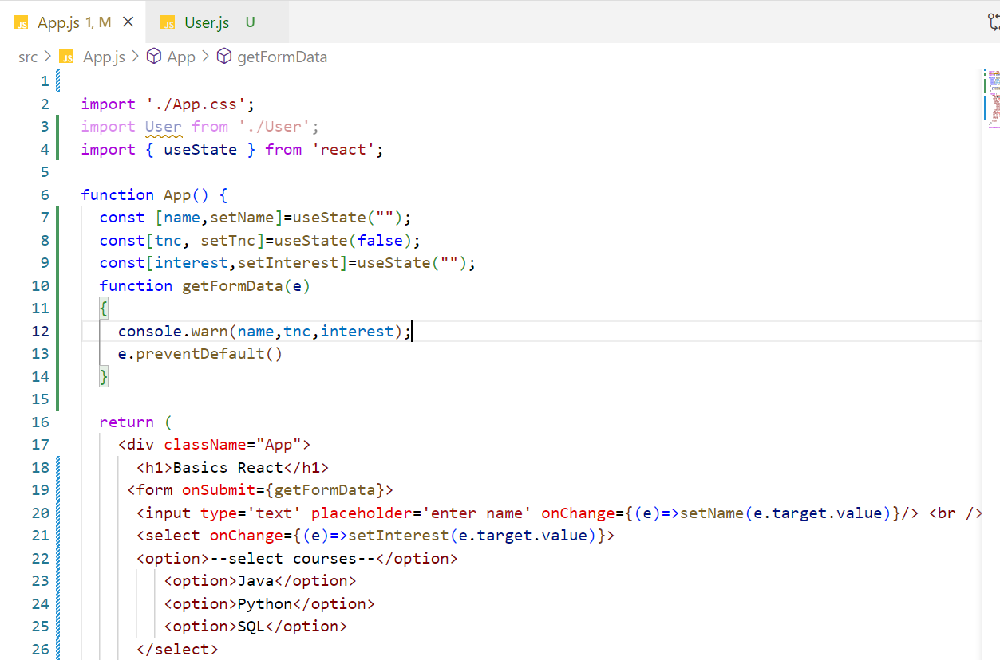 JS App.js 1, M × JS User.js U
src > JS App.js > App > getFormData
1
2 import './App.css';
3 import User from './User';
4 import { useState } from 'react';
5
6 function App() {
7 const [name,setName]=useState("");
8 const[tnc, setTnc]=useState(false);
9 const[interest,setInterest]=useState("");
10 function getFormData(e)
11 {
12 console.warn(name,tnc,interest);
13 e.preventDefault()
14 }
15
16 return (
17 <div className="App">
18 <h1>Basics React</h1>
19 <form onSubmit={getFormData}>
20 <input type='text' placeholder='enter name' onChange={(e)=>setName(e.target.value)}/> <br />
21 <select onChange={(e)=>setInterest(e.target.value)}>
22 <option>--select courses--</option>
23 <option>Java</option>
24 <option>Python</option>
25 <option>SQL</option>
26 </select>